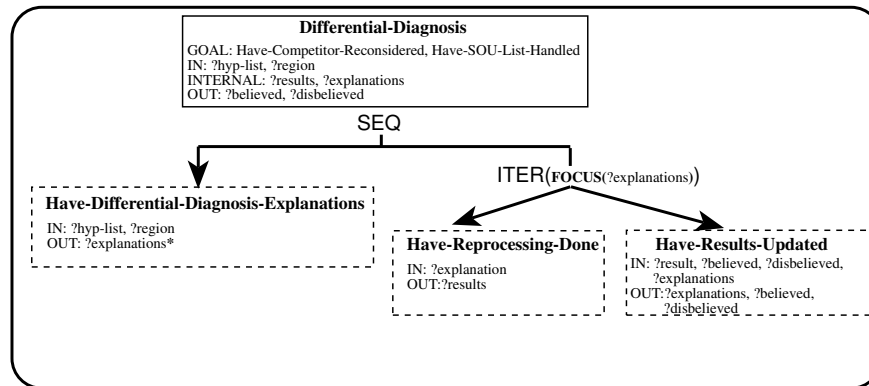 Differential-Diagnosis
GOAL: Have-Competitor-Reconsidered, Have-SOU-List-Handled
IN: ?hyp-list, ?region
INTERNAL: ?results, ?explanations
OUT: ?believed, ?disbelieved
SEQ
ITER(FOCUS(?explanations))
Have-Differential-Diagnosis-Explanations
IN: ?hyp-list, ?region
OUT: ?explanations*
Have-Reprocessing-Done
IN: ?explanation
OUT:?results
Have-Results-Updated
IN: ?result, ?believed, ?disbelieved,
?explanations
OUT:?explanations, ?believed,
?disbelieved